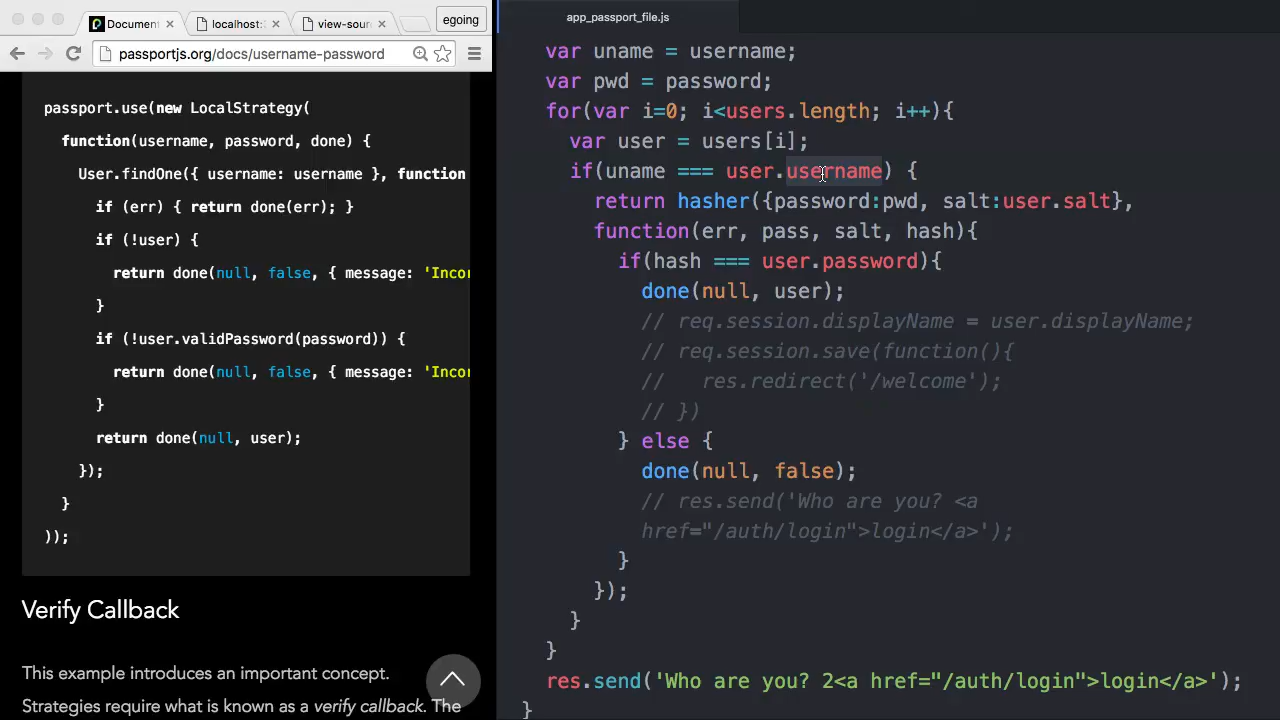 Document
localhost:
view-sour
egoing
passportjs.org/docs/username-password
passport.use(new LocalStrategy(
function(username, password, done) {
User.findOne({ username: username }, function
if (err) { return done(err); }
if (!user) {
return done(null, false, { message: 'Incor
}
if (!user.validPassword(password)) {
return done(null, false, { message: 'Incor
}
return done(null, user);
});
}
));
Verify Callback
This example introduces an important concept.
Strategies require what is known as a verify callback. The
app_passport_file.js
var uname = username;
var pwd = password;
for(var i=0; i<users.length; i++){
var user = users[i];
if(uname === user.username) {
return hasher({password:pwd, salt:user.salt},
function(err, pass, salt, hash){
if(hash === user.password){
done(null, user);
// req.session.displayName = user.displayName;
// req.session.save(function(){
//   res.redirect('/welcome');
// })
} else {
done(null, false);
// res.send('Who are you? <a
href="/auth/login">login</a>');
}
});
}
}
res.send('Who are you? 2<a href="/auth/login">login</a>');
}